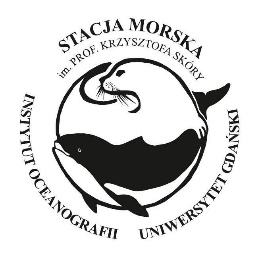 STACJA MORSKA
im. PROF. KRZYSZTOFA SKÓRY
INSTYTUT OCEANOGRAFII
UNIWERSYTET GDAŃSKI